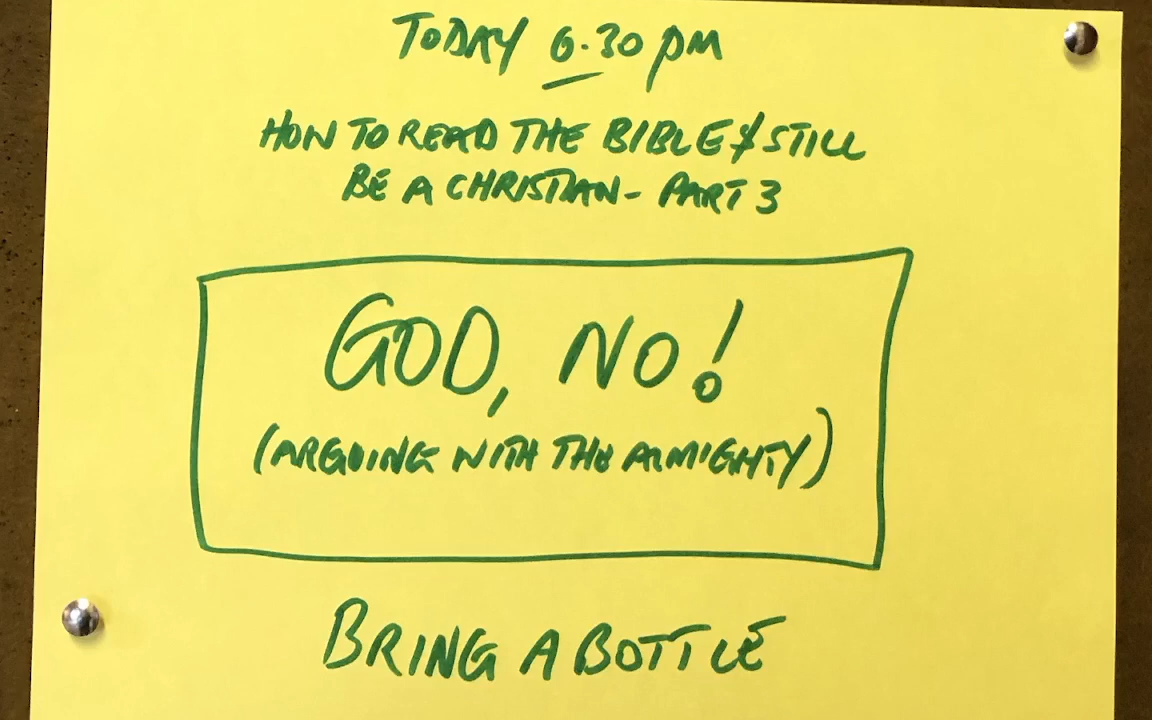 TODAY 6.30 PM
HOW TO READ THE BIBLE & STILL
BE A CHRISTIAN - PART 3
GOD, NO!
(ARGUING WITH THE ALMIGHTY)
BRING A BOTTLE